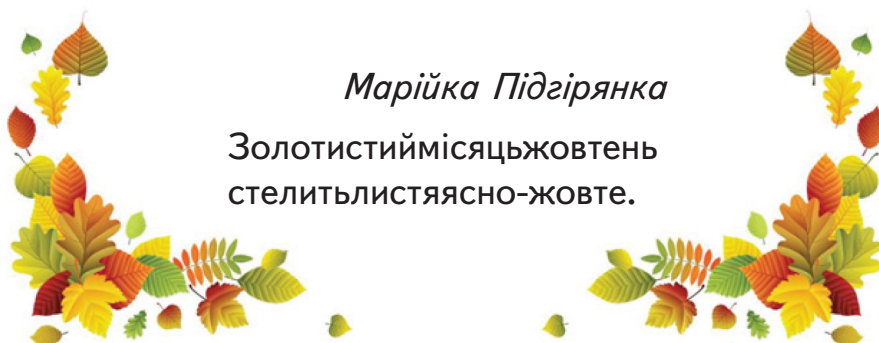 Марійка Підгірянка
Золотистиймісяцьжовтень
стелитьлистяясно-жовте.